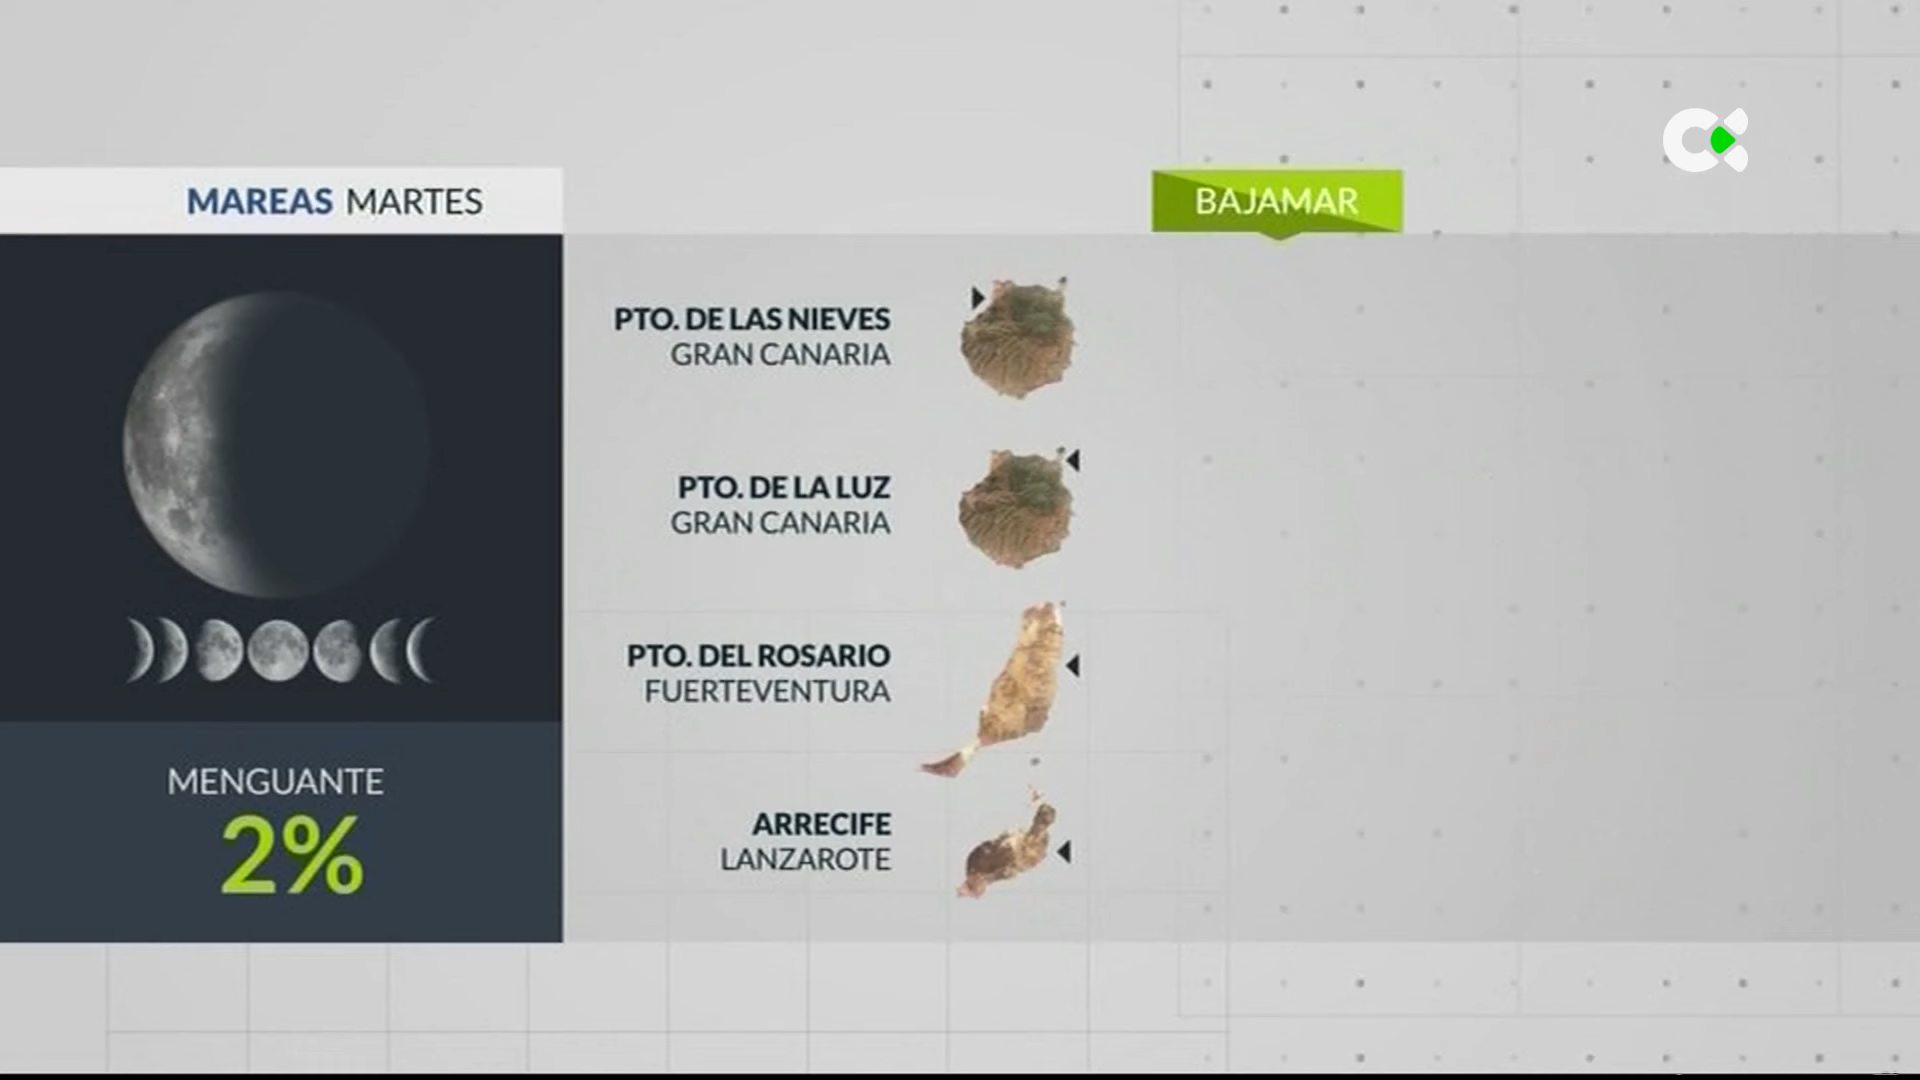 MAREAS MARTES
BAJAMAR
PTO. DE LAS NIEVES
GRAN CANARIA
PTO. DE LA LUZ
GRAN CANARIA
PTO. DEL ROSARIO
FUERTEVENTURA
ARRECIFE
LANZAROTE
MENGUANTE
2%